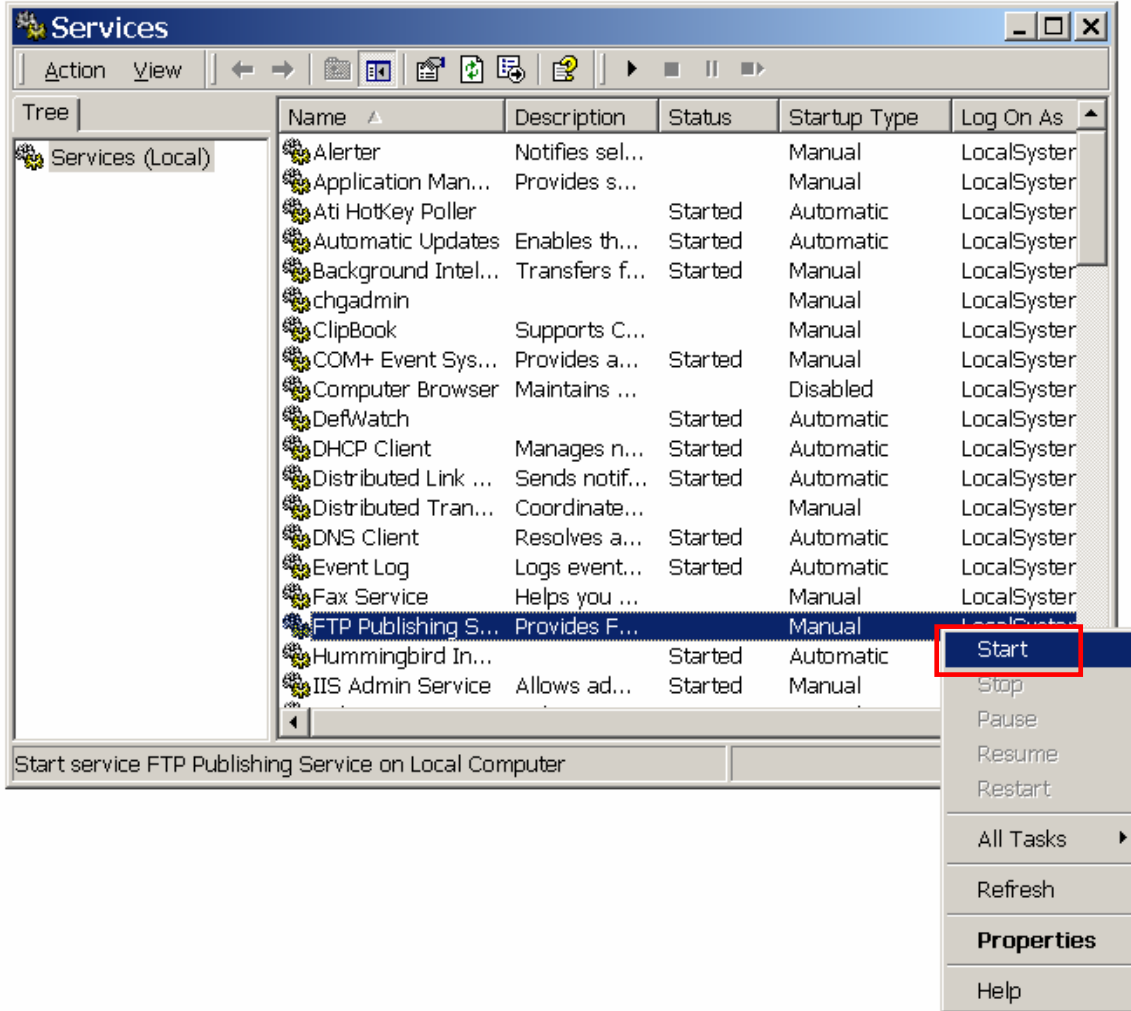 Services
Action View
Tree
Name Description Status Startup Type Log On As
Services (Local)
Alerter Notifies sel... Manual LocalSyster
Application Man... Provides s... Manual LocalSyster
Ati HotKey Poller Started Automatic LocalSyster
Automatic Updates Enables th... Started Automatic LocalSyster
Background Intel... Transfers f... Started Manual LocalSyster
chgadmin Manual LocalSyster
ClipBook Supports C... Manual LocalSyster
COM+ Event Sys... Provides a... Started Manual LocalSyster
Computer Browser Maintains ... Disabled LocalSyster
DefWatch Started Automatic LocalSyster
DHCP Client Manages n... Started Automatic LocalSyster
Distributed Link ... Sends notif... Started Automatic LocalSyster
Distributed Tran... Coordinate... Manual LocalSyster
DNS Client Resolves a... Started Automatic LocalSyster
Event Log Logs event... Started Automatic LocalSyster
Fax Service Helps you ... Manual LocalSyster
FTP Publishing S... Provides F... Manual LocalSyster
Hummingbird In... Started Automatic
IIS Admin Service Allows ad... Started Manual
Start service FTP Publishing Service on Local Computer
Start
Stop
Pause
Resume
Restart
All Tasks
Refresh
Properties
Help